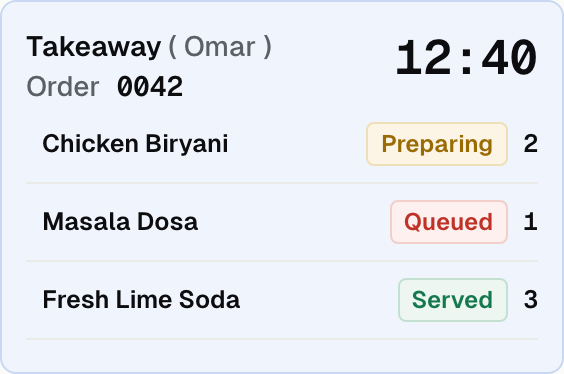 Takeaway ( Omar )
12:40
Order 0042
Chicken Biryani Preparing 2
Masala Dosa Queued 1
Fresh Lime Soda Served 3